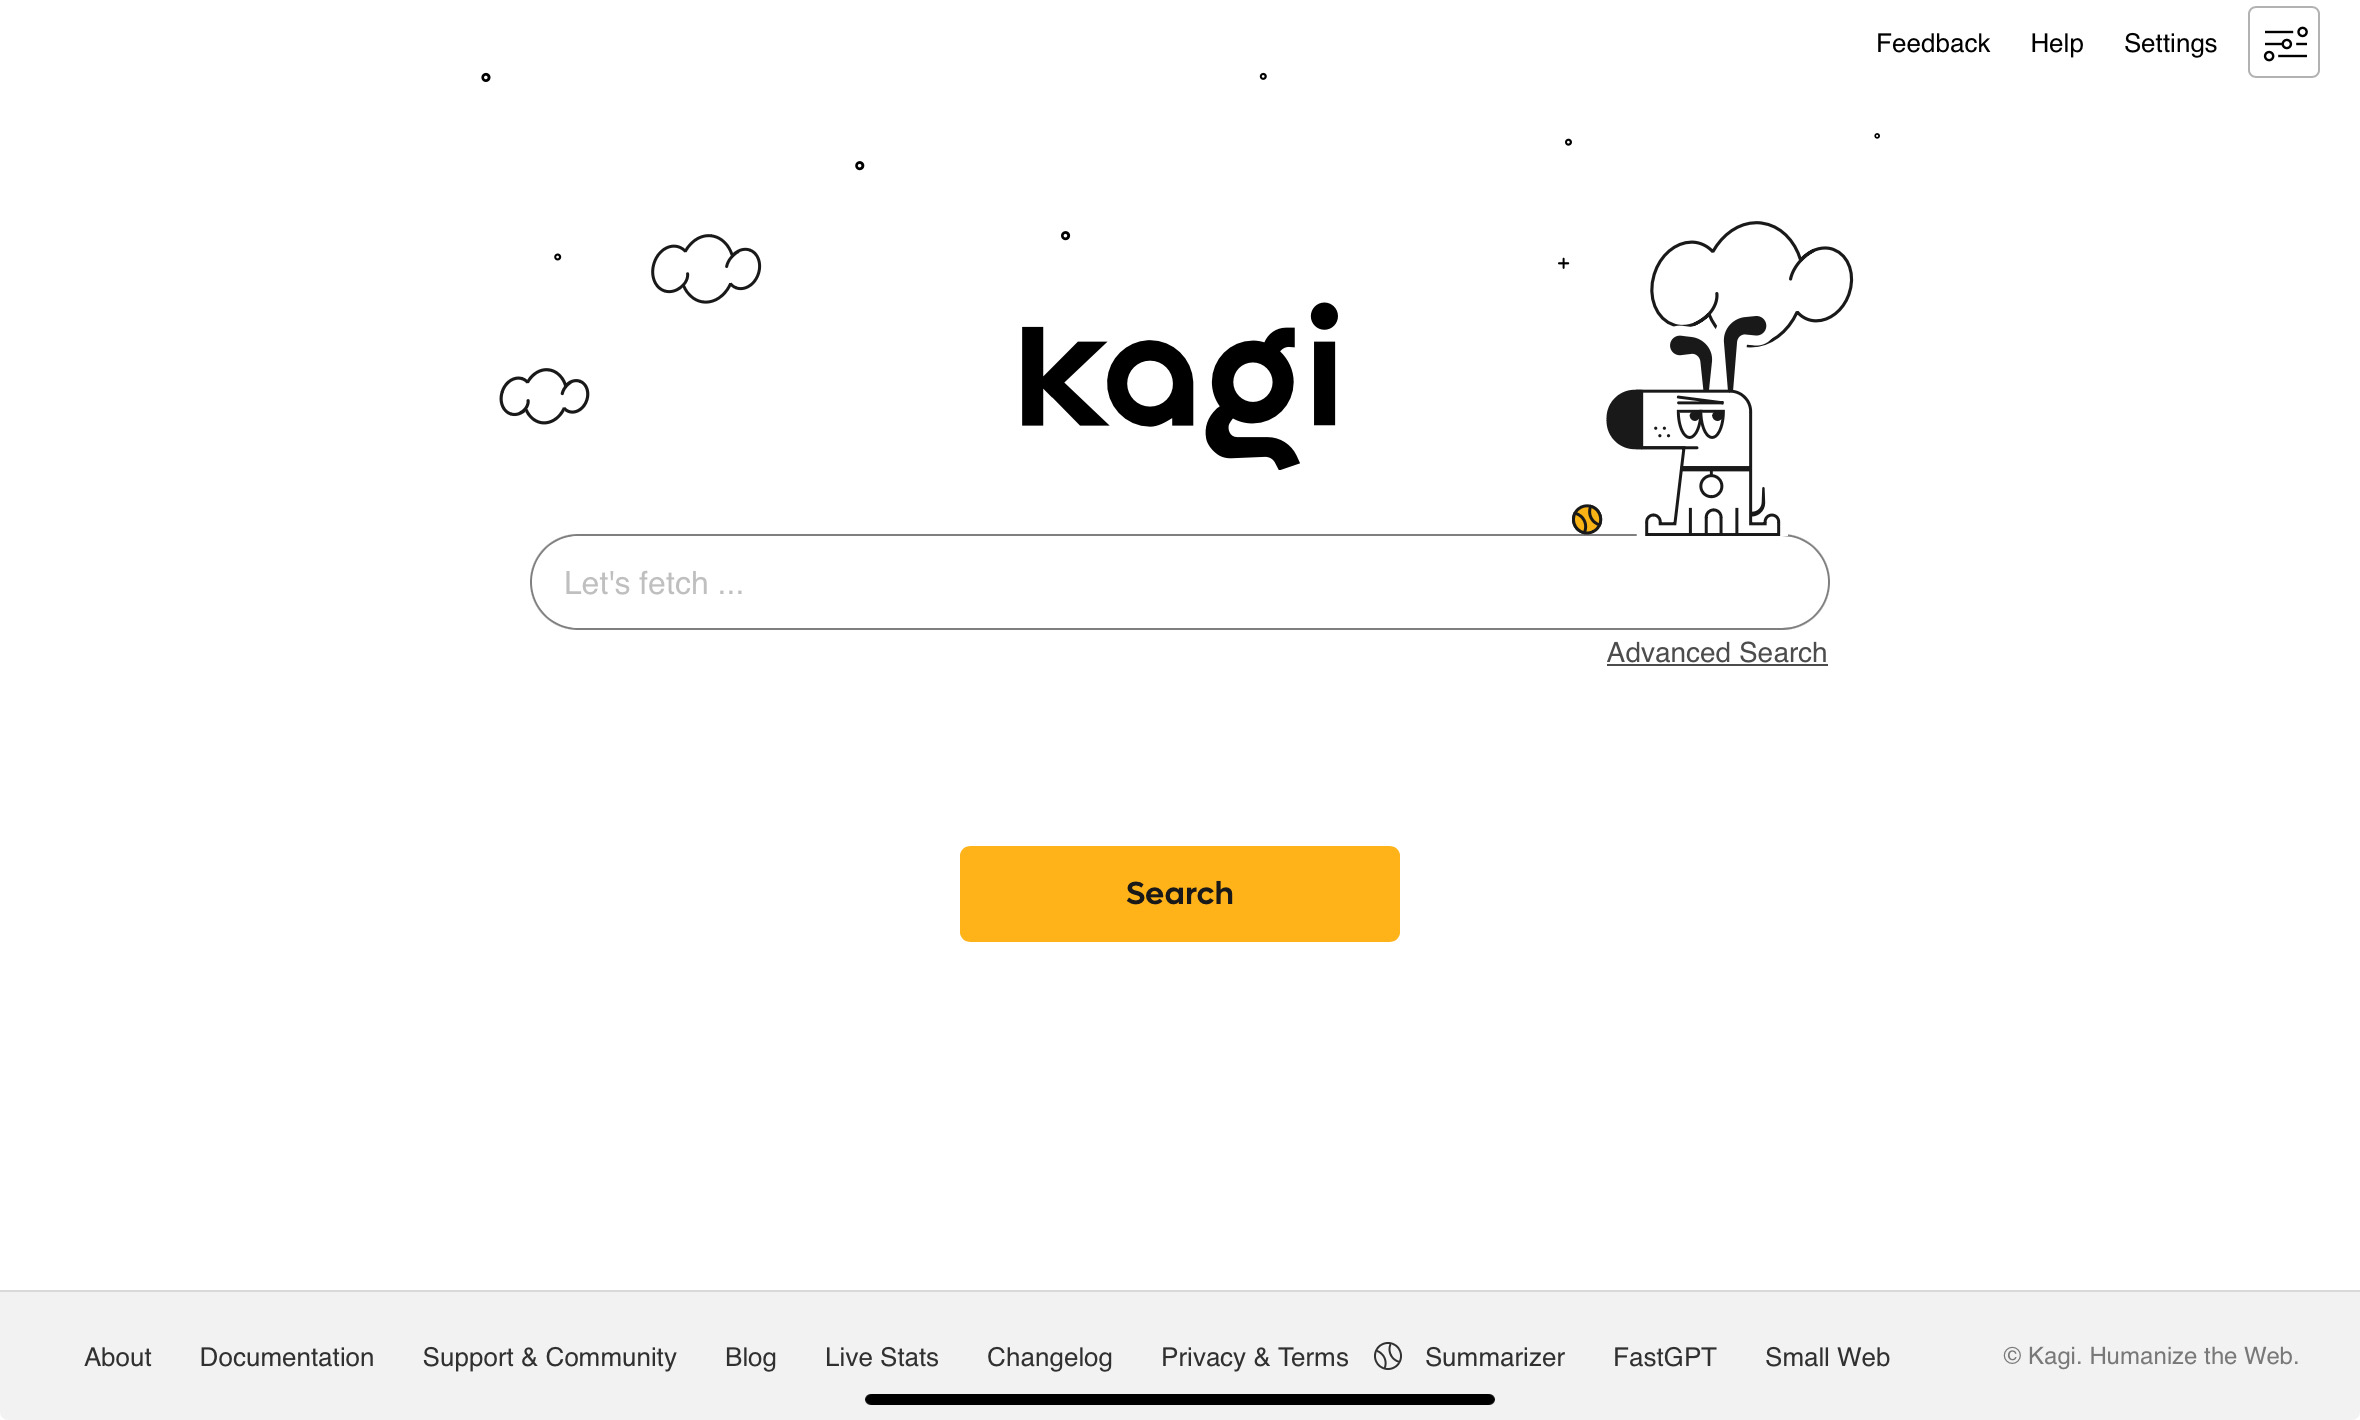 Feedback Help Settings
kagi
Let's fetch ...
Advanced Search
Search
About Documentation Support & Community Blog Live Stats Changelog Privacy & Terms Summarizer FastGPT Small Web © Kagi. Humanize the Web.